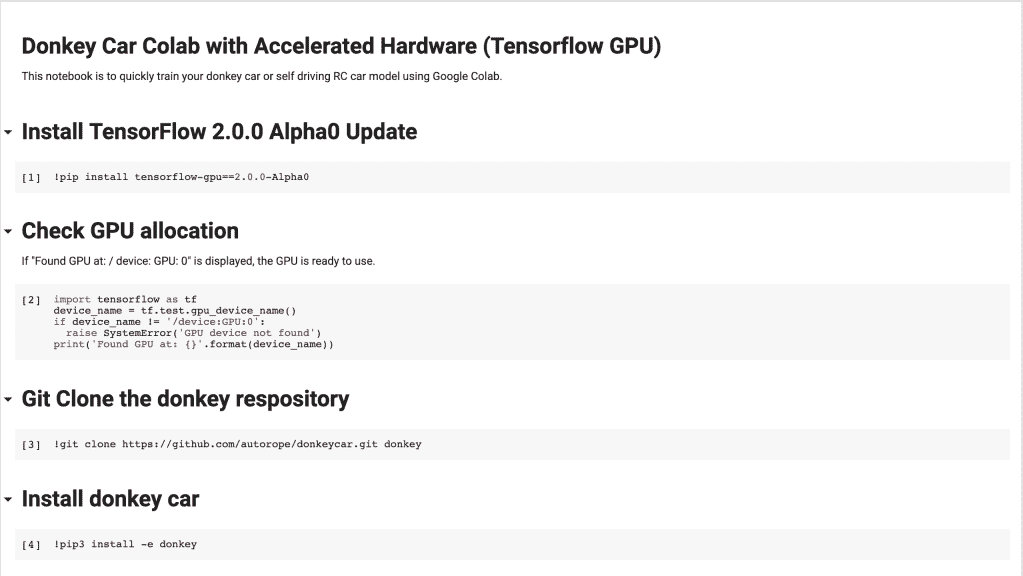 Donkey Car Colab with Accelerated Hardware (Tensorflow GPU)
This notebook is to quickly train your donkey car or self driving RC car model using Google Colab.
Install TensorFlow 2.0.0 Alpha0 Update
[1] !pip install tensorflow-gpu==2.0.0-Alpha0
Check GPU allocation
If "Found GPU at: / device: GPU: 0" is displayed, the GPU is ready to use.
[2] import tensorflow as tf
device_name = tf.test.gpu_device_name()
if device_name != '/device:GPU:0':
  raise SystemError('GPU device not found')
print('Found GPU at: {}'.format(device_name))
Git Clone the donkey respository
[3] !git clone https://github.com/autorope/donkeycar.git donkey
Install donkey car
[4] !pip3 install -e donkey